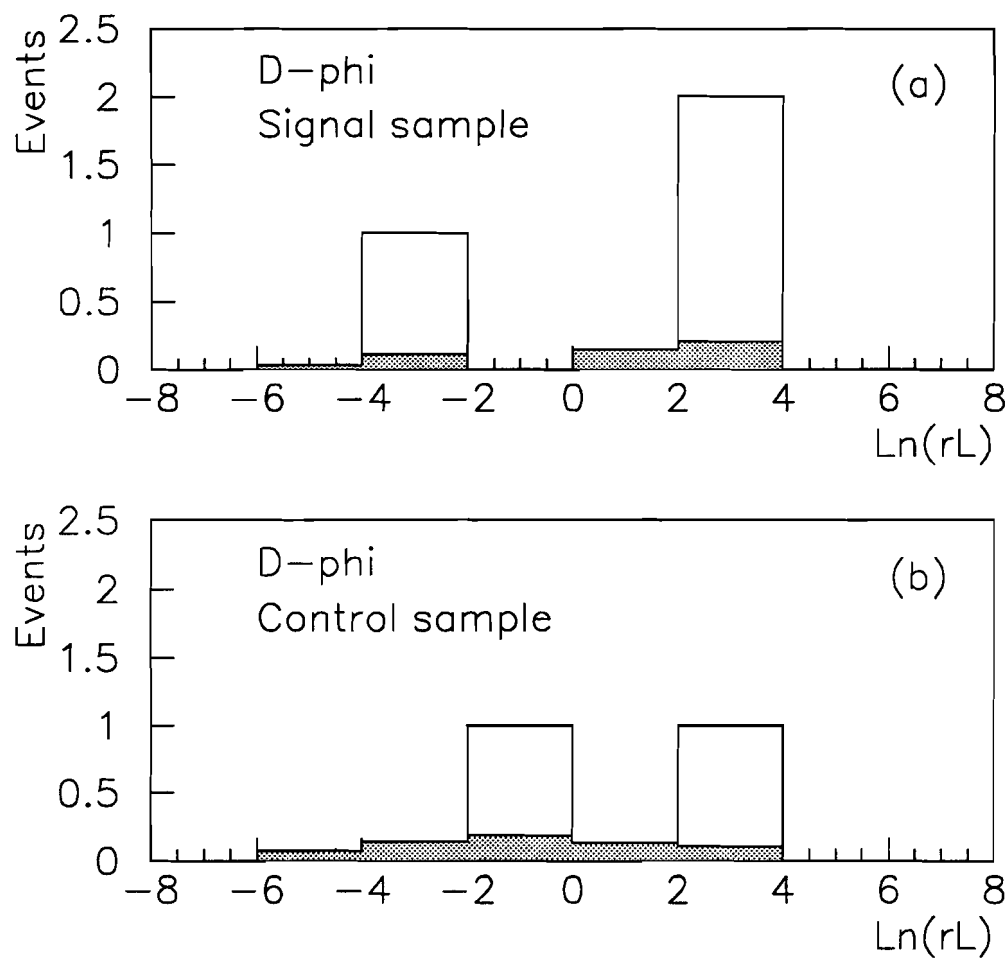 Events
2.5
2
1.5
1
0.5
0
D-phi
Signal sample
(a)
-8 -6 -4 -2 0 2 4 6 8
Ln(rL)
Events
2.5
2
1.5
1
0.5
0
D-phi
Control sample
(b)
-8 -6 -4 -2 0 2 4 6 8
Ln(rL)